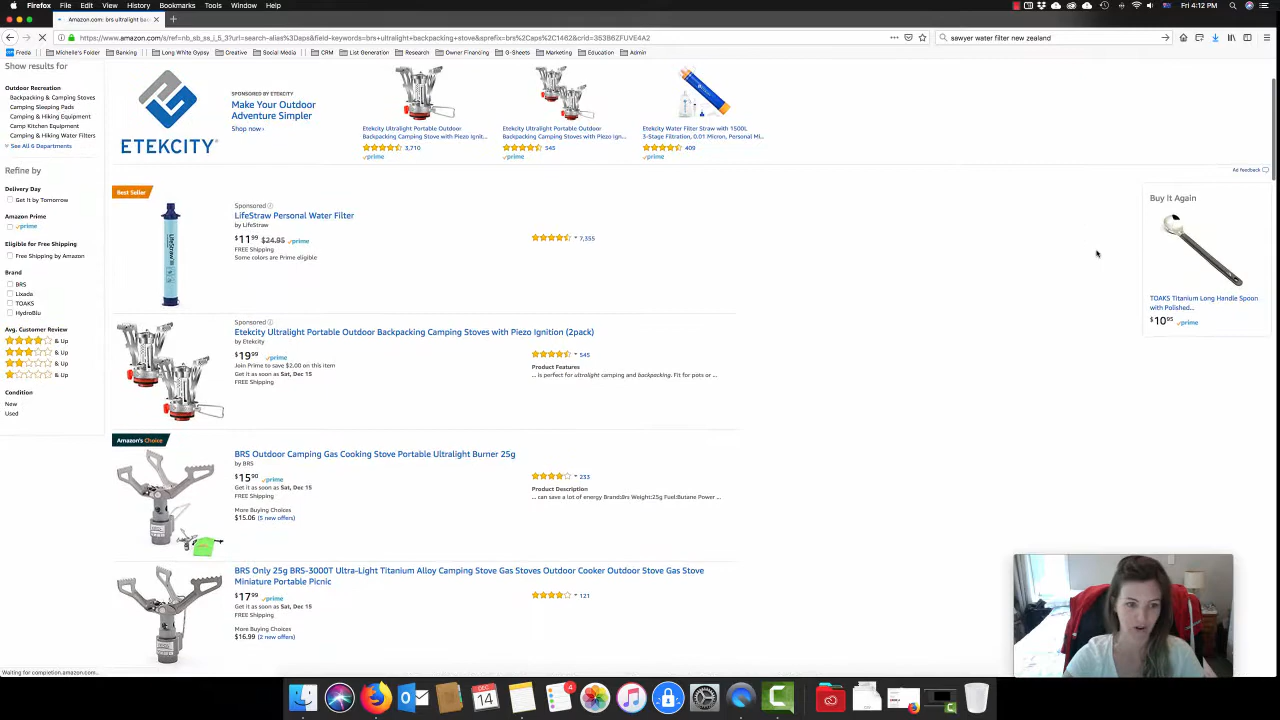 Firefox File Edit View History Bookmarks Tools Window Help
Fri 4:12 PM
Amazon.com: brs ultralight bac
https://www.amazon.com/s/ref=nb_sb_ss_i_5_3?url=search-alias%3Daps&field-keywords=brs+ultralight+backpacking+stove&sprefix=brs%2Caps%2C1462&crid=353B6ZFUVE4A2
sawyer water filter new zealand
Freda Michelle's Folder Banking Long White Gypsy Creative Social Medias CRM List Generation Research Owner Financing G-Sheets Marketing Education Admin
Show results for
Outdoor Recreation
Backpacking & Camping Stoves
Camping Sleeping Pads
Camping & Hiking Equipment
Camp Kitchen Equipment
Camping & Hiking Water Filters
See All 6 Departments
Refine by
Delivery Day
Get It by Tomorrow
Amazon Prime
prime
Eligible for Free Shipping
Free Shipping by Amazon
Brand
BRS
Lixada
TOAKS
HydroBlu
Avg. Customer Review
& Up
& Up
& Up
& Up
Condition
New
Used
ETEKCITY
SPONSORED BY ETEKCITY
Make Your Outdoor
Adventure Simpler
Shop now ›
Etekcity Ultralight Portable Outdoor
Backpacking Camping Stove with Piezo Ignit...
3,710
prime
Etekcity Ultralight Portable Outdoor
Backpacking Camping Stoves with Piezo Ign...
545
prime
Etekcity Water Filter Straw with 1500L
3-Stage Filtration, 0.01 Micron, Personal Mi...
409
prime
Ad feedback
Best Seller
Sponsored
LifeStraw Personal Water Filter
by LifeStraw
$11.99 $24.95 prime
FREE Shipping
Some colors are Prime eligible
7,355
LifeStraw
Sponsored
Etekcity Ultralight Portable Outdoor Backpacking Camping Stoves with Piezo Ignition (2pack)
by Etekcity
$19.99 prime
Join Prime to save $2.00 on this item
Get it as soon as Sat, Dec 15
FREE Shipping
545
Product Features
... is perfect for ultralight camping and backpacking. Fit for pots or ...
Amazon's Choice
BRS Outdoor Camping Gas Cooking Stove Portable Ultralight Burner 25g
by BRS
$15.90 prime
Get it as soon as Sat, Dec 15
FREE Shipping
More Buying Choices
$15.06 (5 new offers)
233
Product Description
... can save a lot of energy Brand:Brs Weight:25g Fuel:Butane Power ...
BRS Only 25g BRS-3000T Ultra-Light Titanium Alloy Camping Stove Gas Stoves Outdoor Cooker Outdoor Stove Gas Stove
Miniature Portable Picnic
$17.99 prime
Get it as soon as Sat, Dec 15
FREE Shipping
More Buying Choices
$16.99 (2 new offers)
121
Buy It Again
TOAKS Titanium Long Handle Spoon
with Polished...
$10.95 prime
Waiting for completion.amazon.com...
DEC
14
4